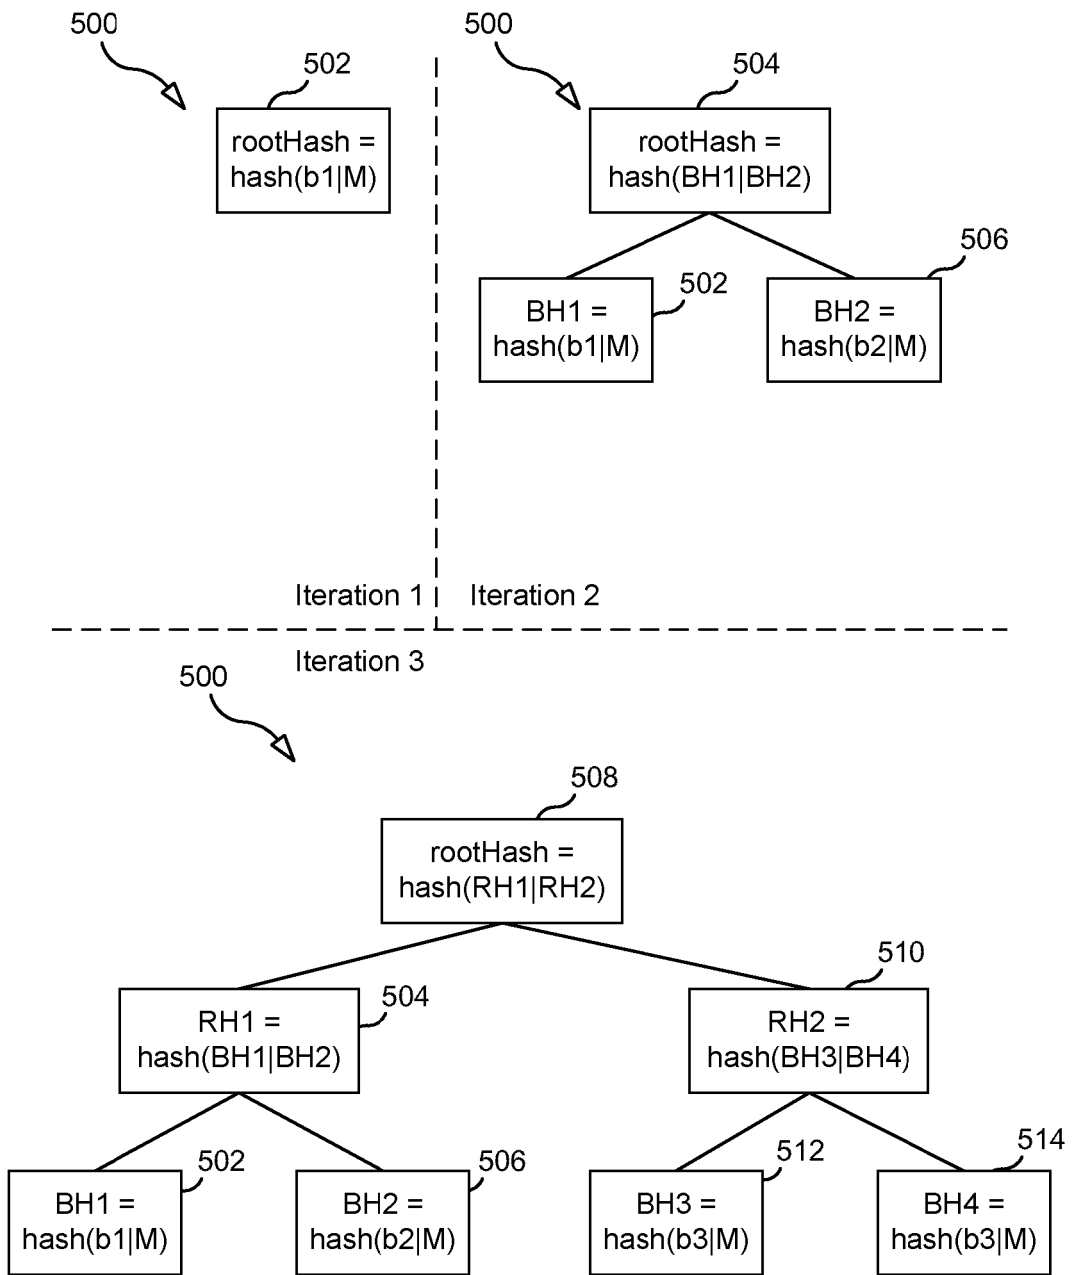 500
502
rootHash =
hash(b1|M)
Iteration 1
500
504
rootHash =
hash(BH1|BH2)
506
502
BH1 =
hash(b1|M)
BH2 =
hash(b2|M)
Iteration 2
Iteration 3
500
508
rootHash =
hash(RH1|RH2)
504
RH1 =
hash(BH1|BH2)
510
RH2 =
hash(BH3|BH4)
502
BH1 =
hash(b1|M)
506
BH2 =
hash(b2|M)
512
BH3 =
hash(b3|M)
514
BH4 =
hash(b3|M)